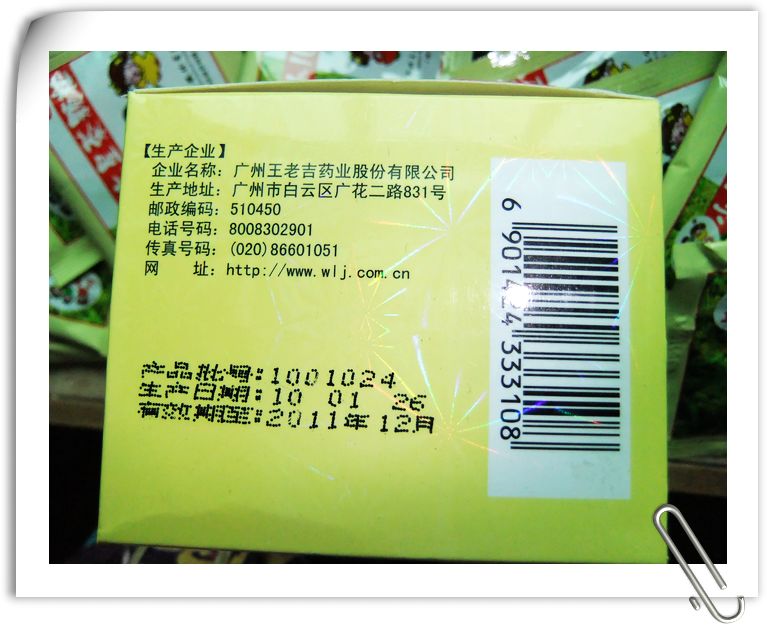 【生产企业】
企业名称：广州王老吉药业股份有限公司
生产地址：广州市白云区广花二路831号
邮政编码：510450
电话号码：8008302901
传真号码：(020)86601051
网 址：http://www.wlj.com.cn
产品批号:1001024
生产日期:10 01 26
有效期至:2011年12月
6 901424 333108